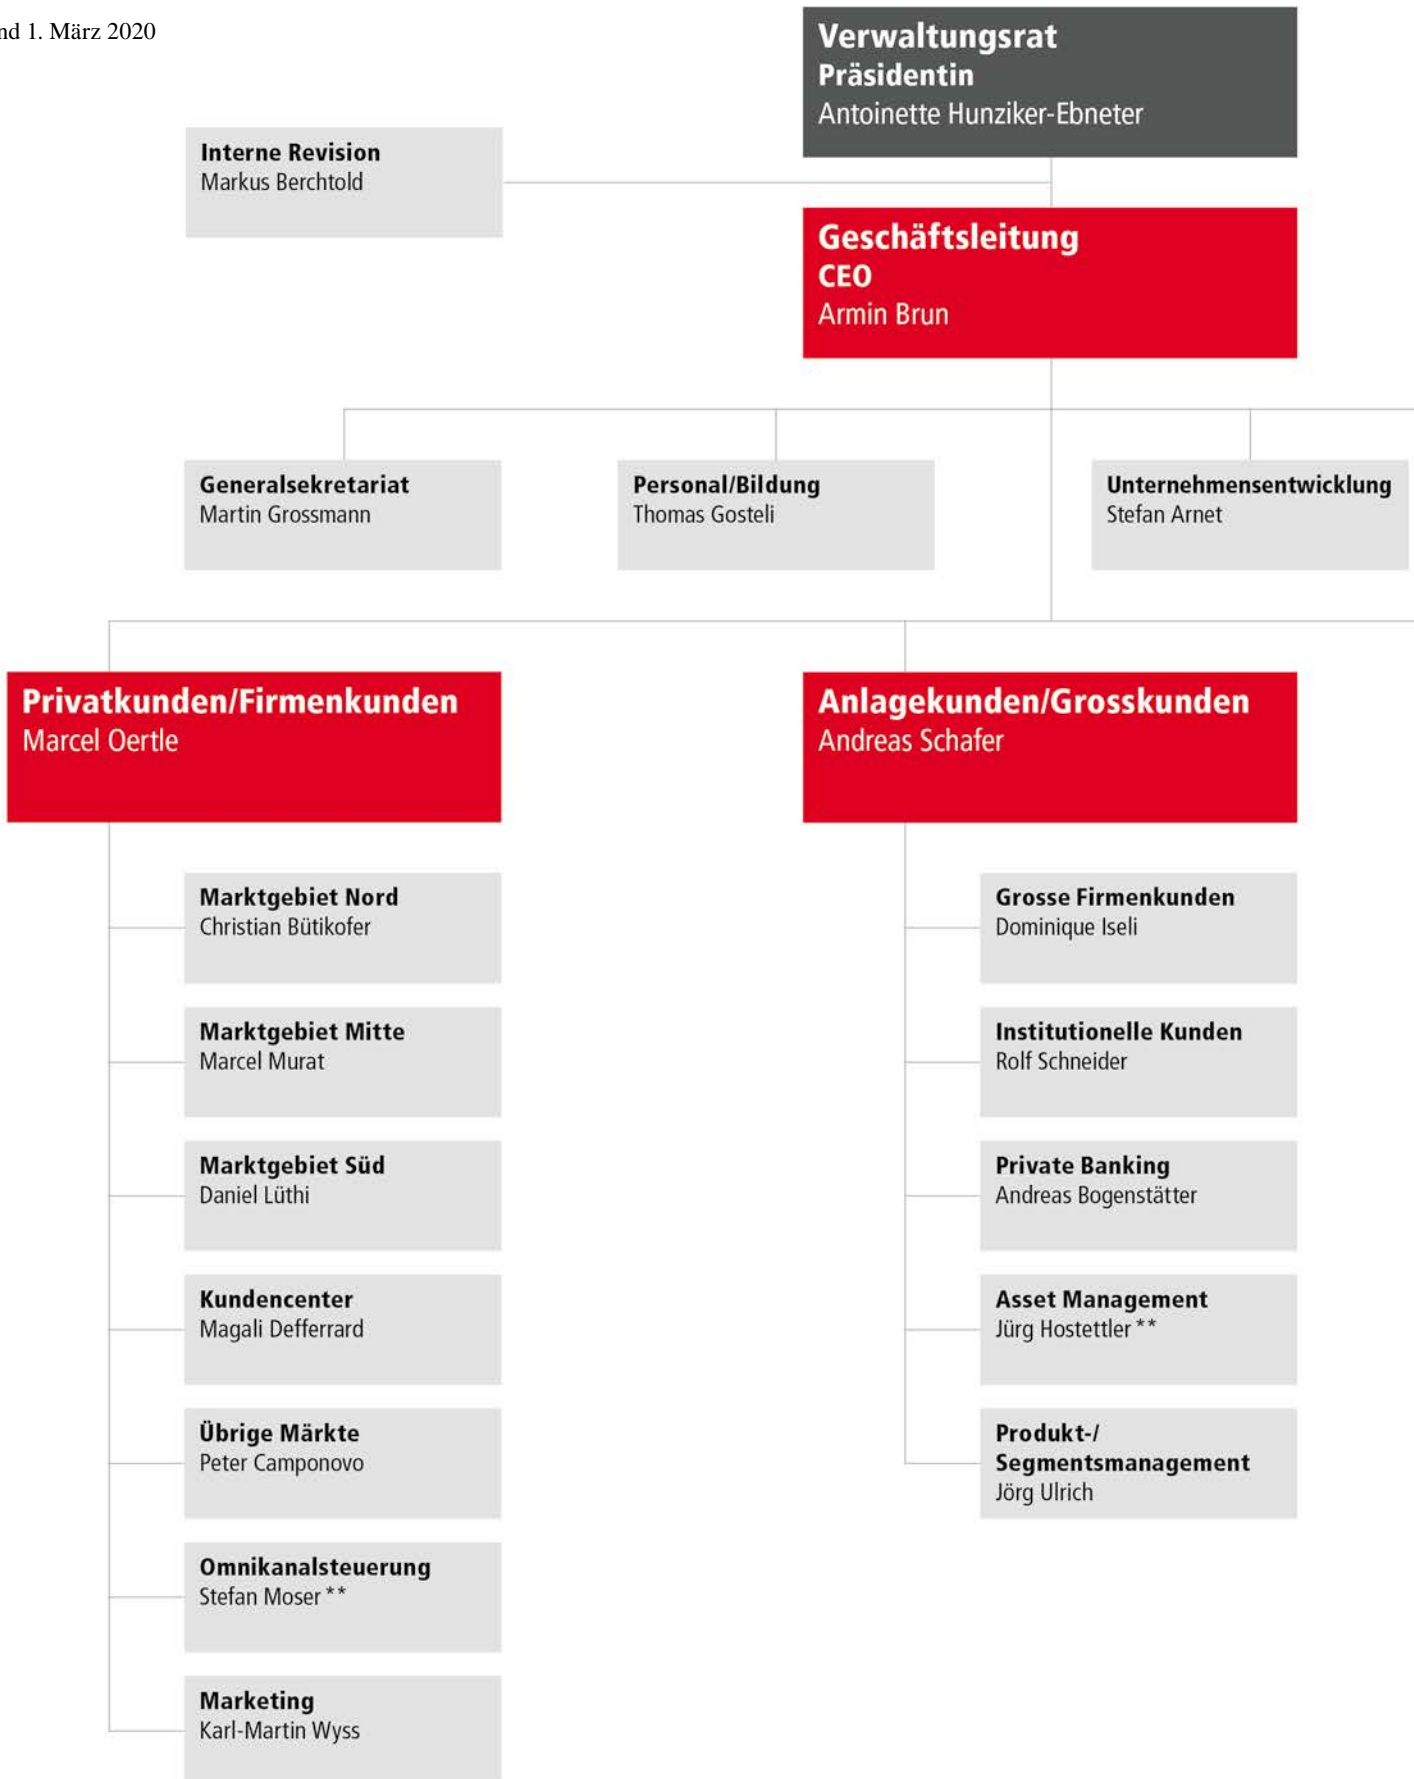 1. März 2020
Verwaltungsrat
Präsidentin
Antoinette Hunziker-Ebneter
Interne Revision
Markus Berchtold
Geschäftsleitung
CEO
Armin Brun
Generalsekretariat
Martin Grossmann
Personal/Bildung
Thomas Gosteli
Unternehmensentwicklung
Stefan Arnet
Privatkunden/Firmenkunden
Marcel Oertle
Anlagekunden/Grosskunden
Andreas Schafer
Marktgebiet Nord
Christian Bütikofer
Marktgebiet Mitte
Marcel Murat
Marktgebiet Süd
Daniel Lüthi
Kundencenter
Magali Defferrard
Übrige Märkte
Peter Camponovo
Omnikanalsteuerung
Stefan Moser **
Marketing
Karl-Martin Wyss
Grosse Firmenkunden
Dominique Iseli
Institutionelle Kunden
Rolf Schneider
Private Banking
Andreas Bogenstätter
Asset Management
Jürg Hostettler **
Produkt-/
Segmentsmanagement
Jörg Ulrich